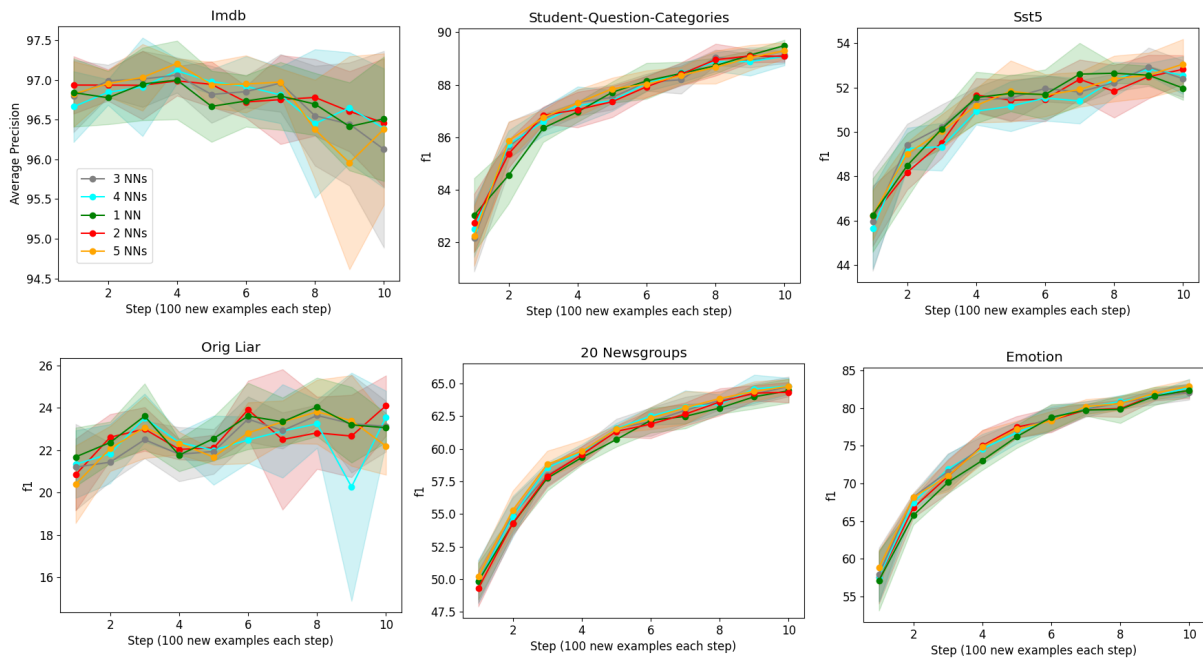 Imdb
Average Precision
97.5
97.0
96.5
96.0
95.5
95.0
94.5
3 NNs
4 NNs
1 NN
2 NNs
5 NNs
2 4 6 8 10
Step (100 new examples each step)
Student-Question-Categories
f1
90
88
86
84
82
2 4 6 8 10
Step (100 new examples each step)
Sst5
f1
54
52
50
48
46
44
2 4 6 8 10
Step (100 new examples each step)
Orig Liar
f1
26
24
22
20
18
16
2 4 6 8 10
Step (100 new examples each step)
20 Newsgroups
f1
65.0
62.5
60.0
57.5
55.0
52.5
50.0
47.5
2 4 6 8 10
Step (100 new examples each step)
Emotion
f1
85
80
75
70
65
60
55
2 4 6 8 10
Step (100 new examples each step)